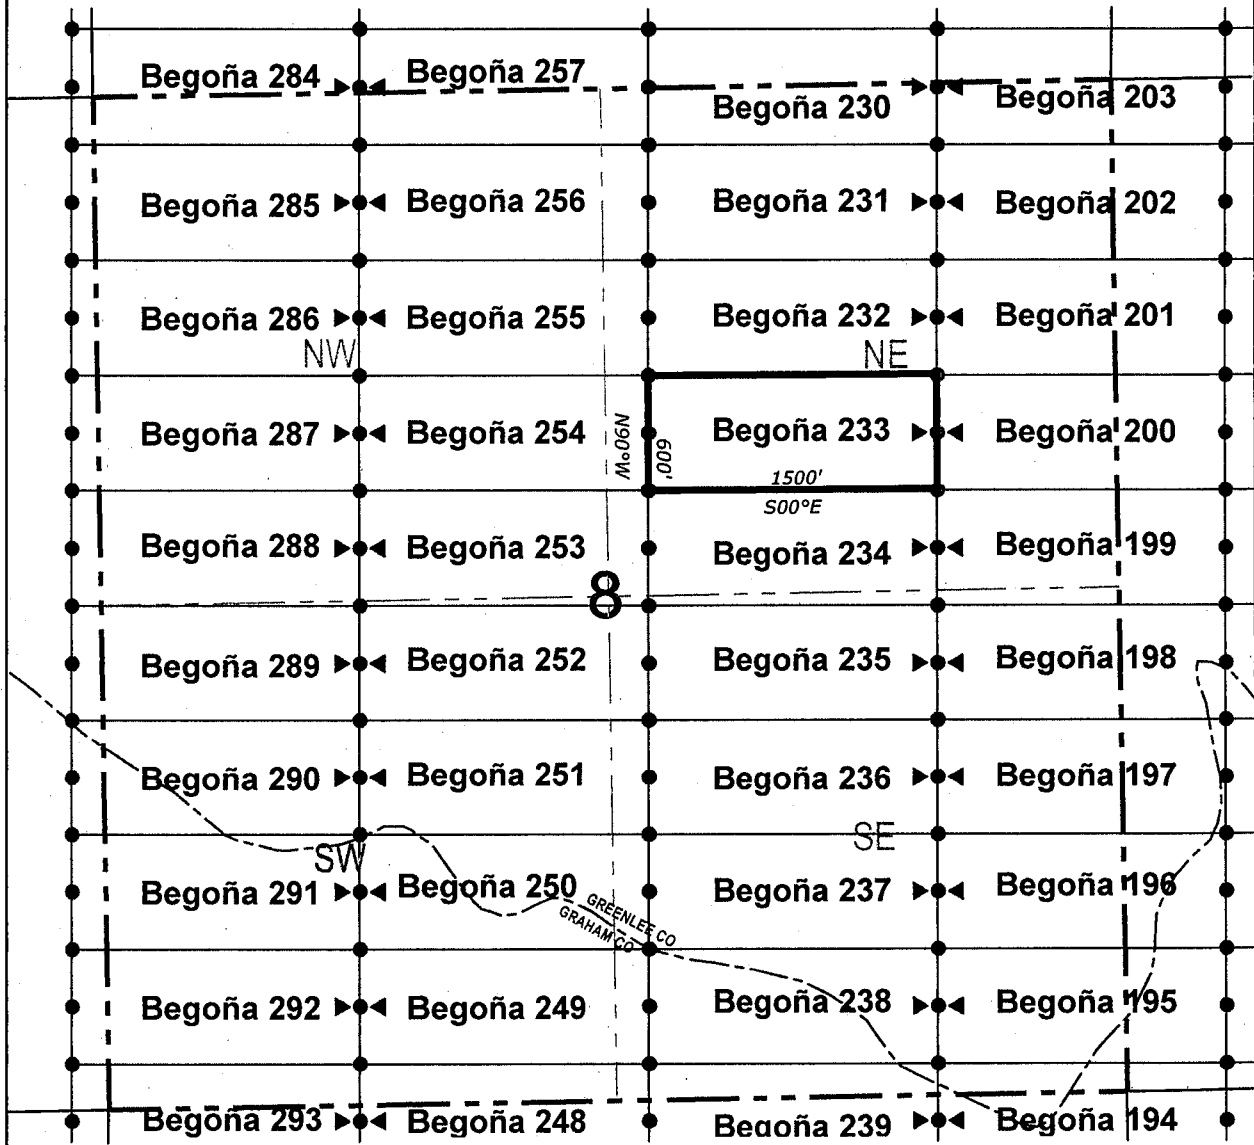 Begoña 284 Begoña 257 Begoña 230 Begoña 203
Begoña 285 Begoña 256 Begoña 231 Begoña 202
Begoña 286 Begoña 255 Begoña 232 Begoña 201
NW NE
Begoña 287 Begoña 254 N90°W 600' Begoña 233 Begoña 200
1500'
S00°E
Begoña 288 Begoña 253 Begoña 234 Begoña 199
8
Begoña 289 Begoña 252 Begoña 235 Begoña 198
Begoña 290 Begoña 251 Begoña 236 Begoña 197
SW SE
Begoña 291 Begoña 250 Begoña 237 Begoña 196
GREENLEE CO
GRAHAM CO
Begoña 292 Begoña 249 Begoña 238 Begoña 195
Begoña 293 Begoña 248 Begoña 239 Begoña 194